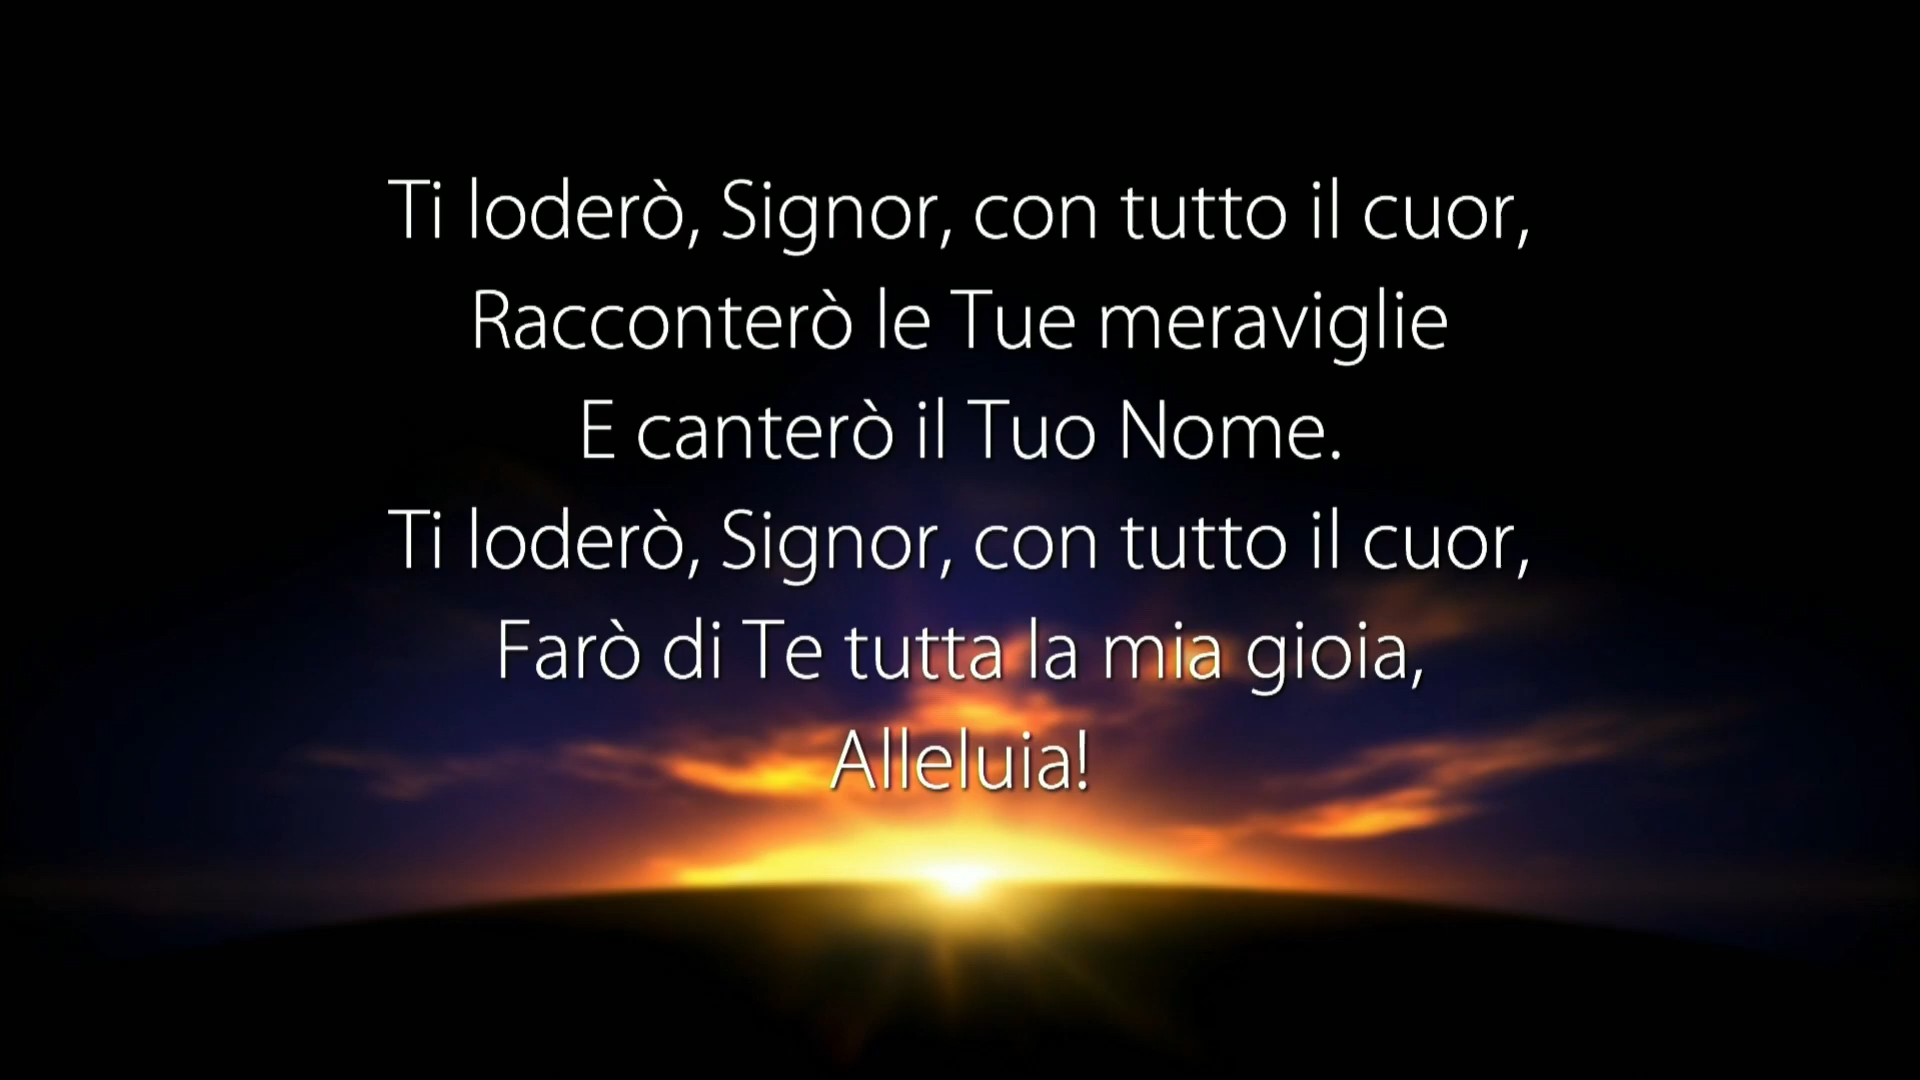 Ti loderò, Signor, con tutto il cuor,
Racconterò le Tue meraviglie
E canterò il Tuo Nome.
Ti loderò, Signor, con tutto il cuor,
Farò di Te tutta la mia gioia,
Alleluia!